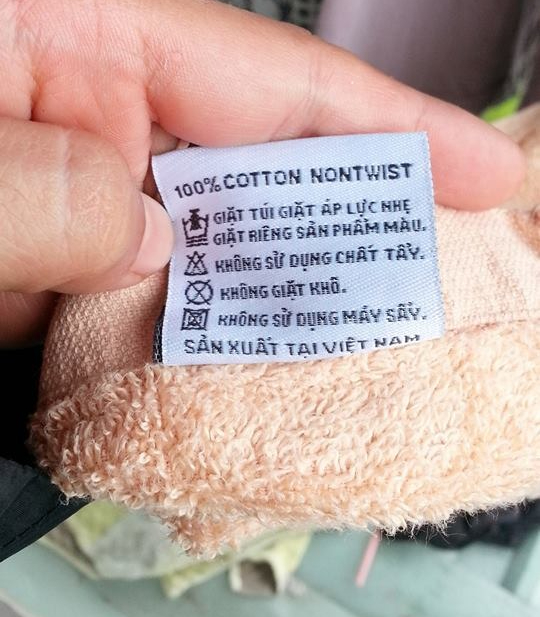 100% COTTON NONTWIST
GIẶT TÚI GIẶT ÁP LỰC NHẸ
GIẶT RIÊNG SẢN PHẨM MÀU.
KHÔNG SỬ DỤNG CHẤT TẨY.
KHÔNG GIẶT KHÔ.
KHÔNG SỬ DỤNG MÁY SẤY.
SẢN XUẤT TẠI VIỆT NAM